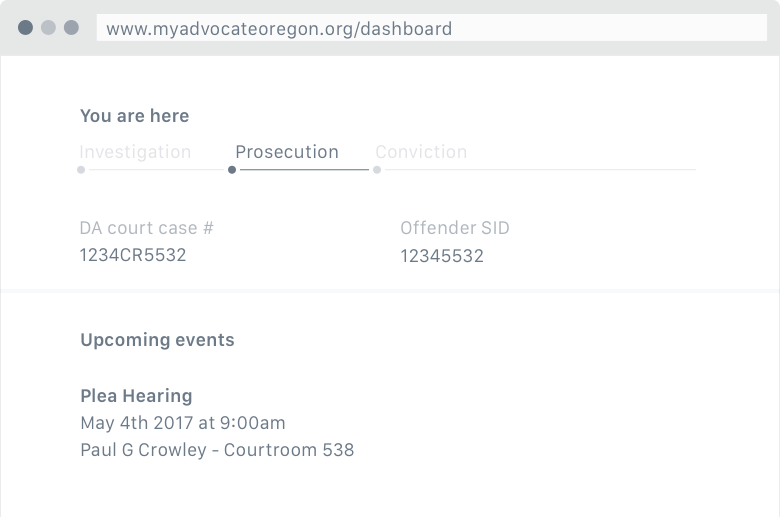 www.myadvocateoregon.org/dashboard
You are here
Investigation Prosecution Conviction
DA court case # Offender SID
1234CR5532 12345532
Upcoming events
Plea Hearing
May 4th 2017 at 9:00am
Paul G Crowley - Courtroom 538